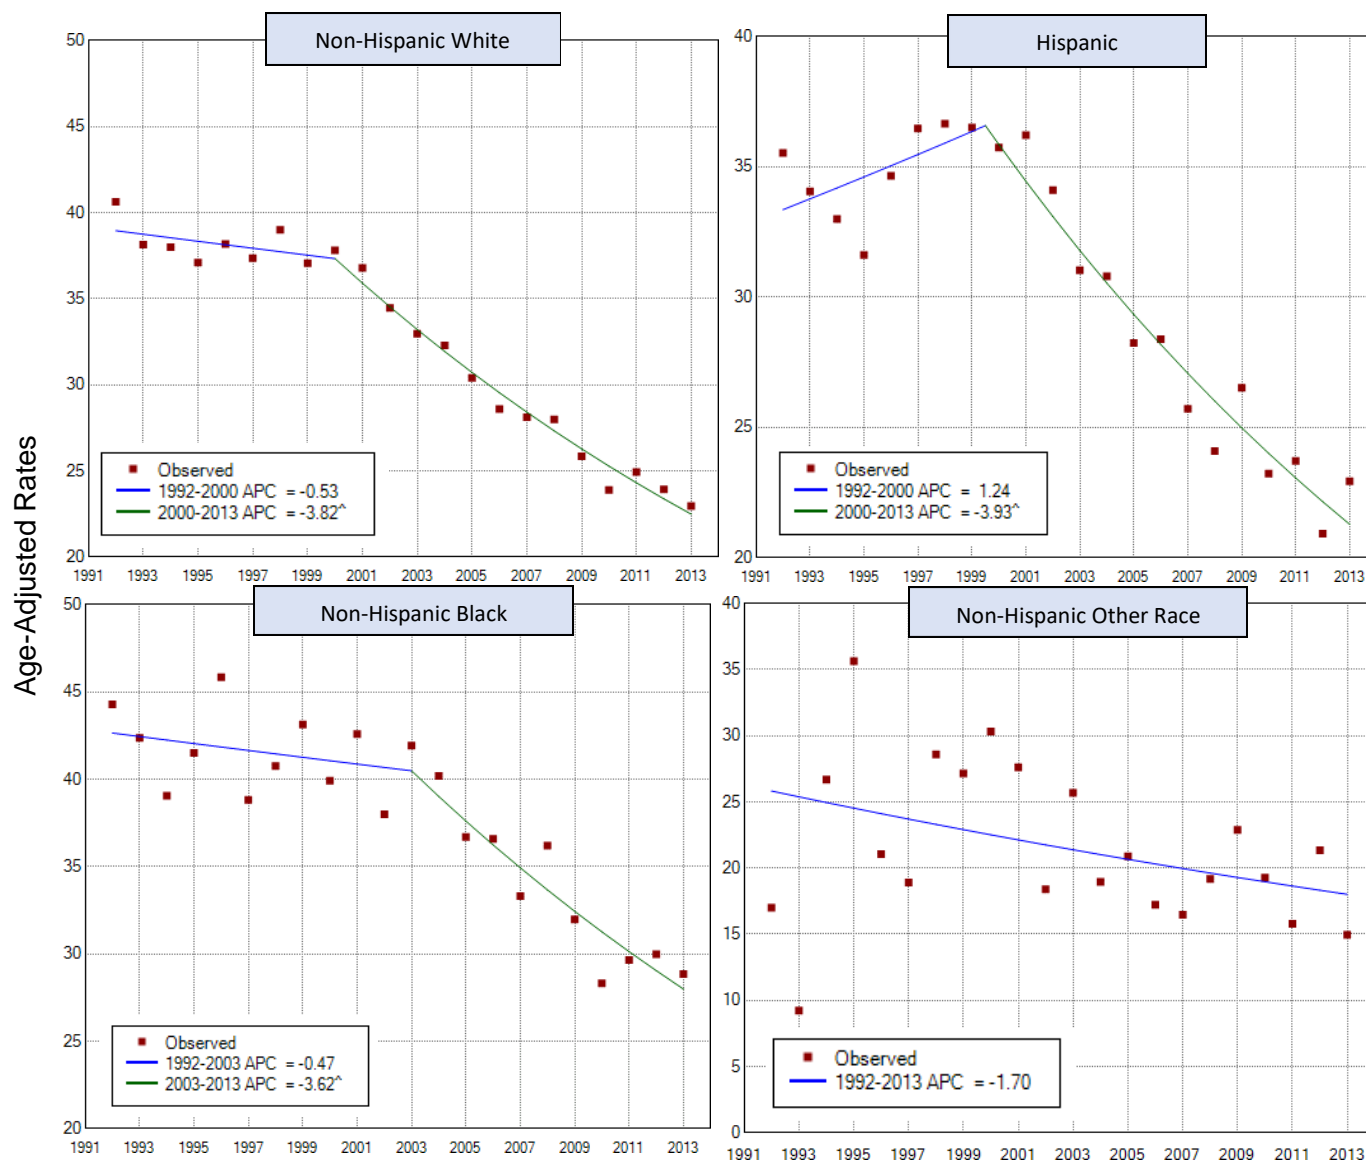 Age-Adjusted Rates
Non-Hispanic White
50
45
40
35
30
25
20
Observed
1992-2000 APC = -0.53
2000-2013 APC = -3.82^
1991 1993 1995 1997 1999 2001 2003 2005 2007 2009 2011 2013
Hispanic
40
35
30
25
20
Observed
1992-2000 APC = 1.24
2000-2013 APC = -3.93^
1991 1993 1995 1997 1999 2001 2003 2005 2007 2009 2011 2013
Non-Hispanic Black
50
45
40
35
30
25
20
Observed
1992-2003 APC = -0.47
2003-2013 APC = -3.62^
1991 1993 1995 1997 1999 2001 2003 2005 2007 2009 2011 2013
Non-Hispanic Other Race
40
35
30
25
20
15
10
5
0
Observed
1992-2013 APC = -1.70
1991 1993 1995 1997 1999 2001 2003 2005 2007 2009 2011 2013